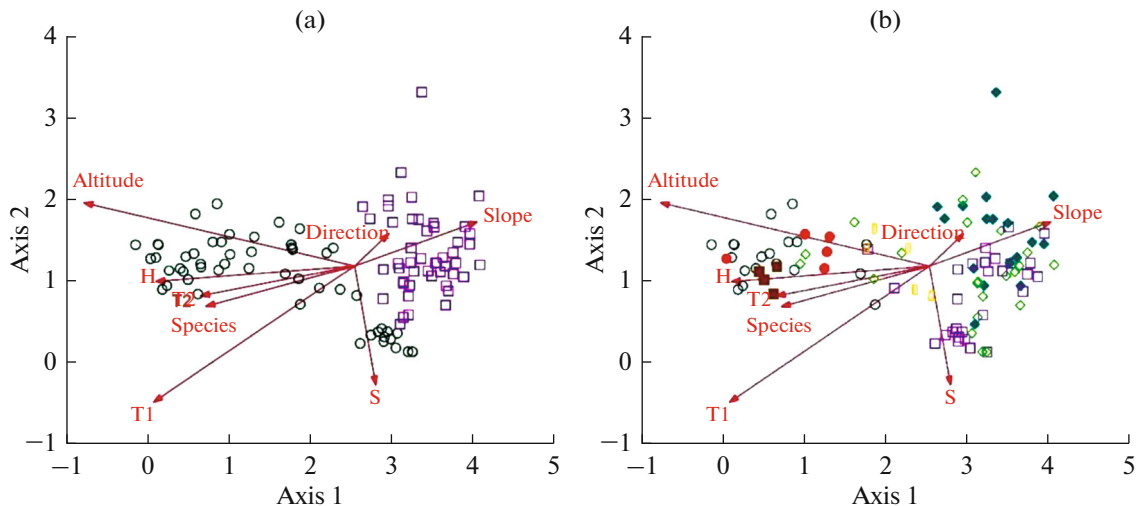 (a)
4
3
2
1
0
−1
−1
0
1
2
3
4
5
Axis 2
Axis 1
Altitude
Direction
Slope
H
T2
Species
T1
S
(b)
4
3
2
1
0
−1
−1
0
1
2
3
4
5
Axis 2
Axis 1
Altitude
Direction
Slope
H
T2
Species
T1
S